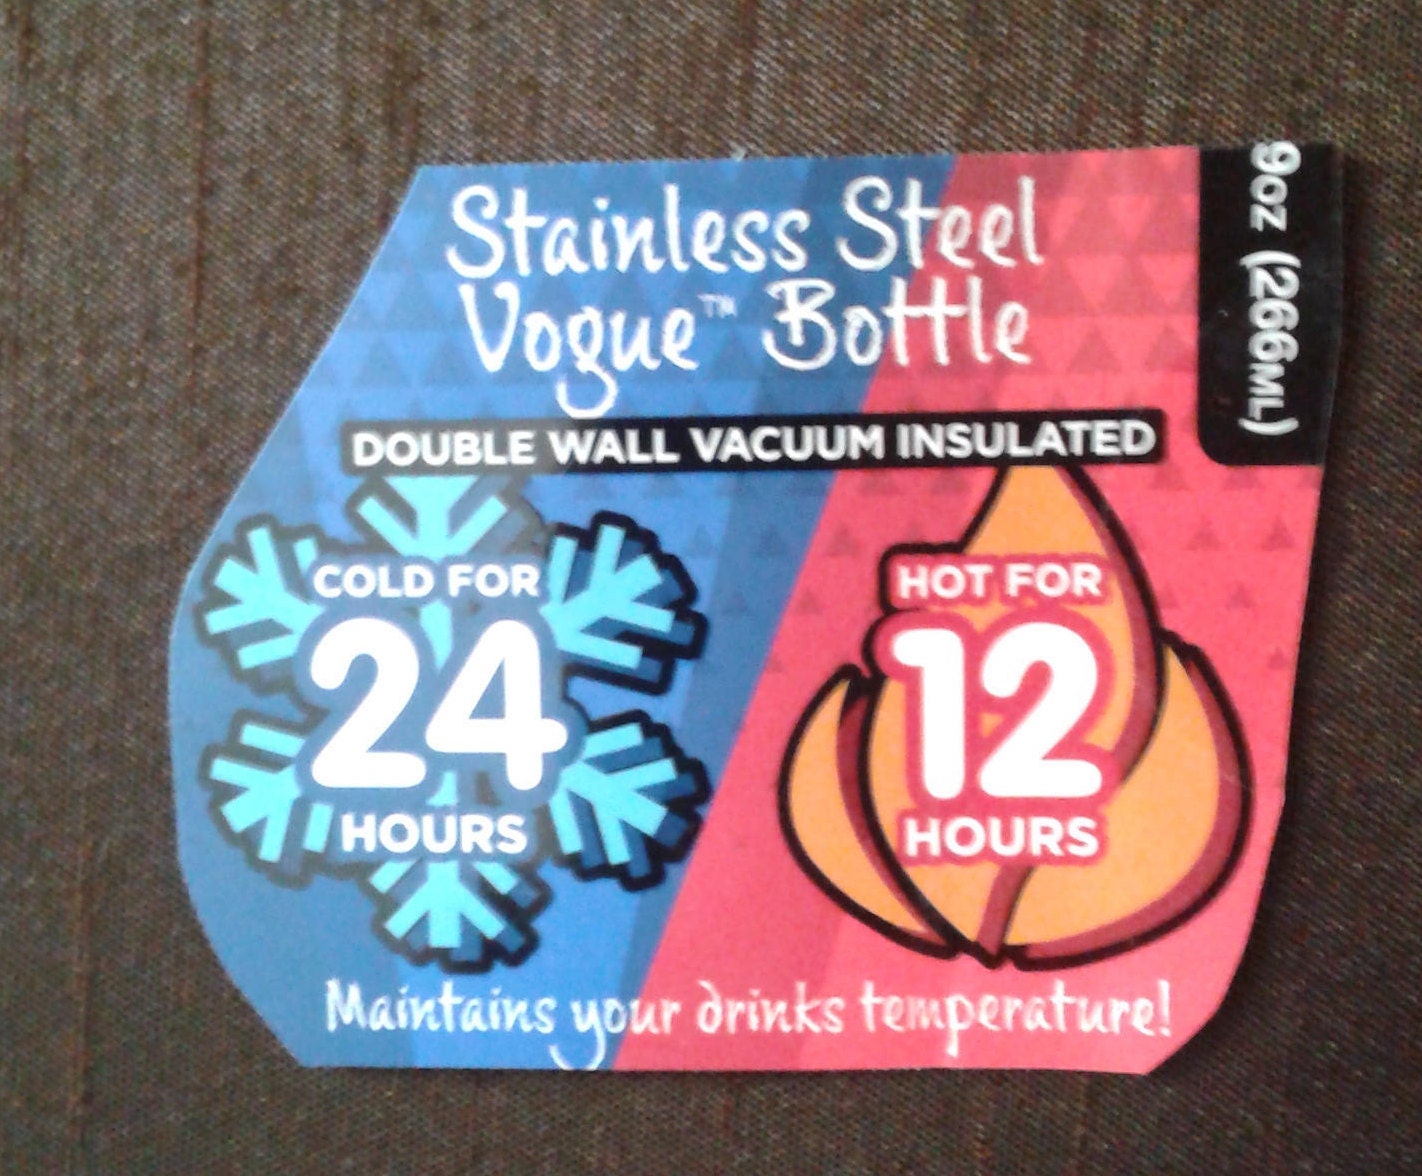 Stainless Steel
Vogue™ Bottle
9oz (266ML)
DOUBLE WALL VACUUM INSULATED
COLD FOR
24
HOURS
HOT FOR
12
HOURS
Maintains your drinks temperature!